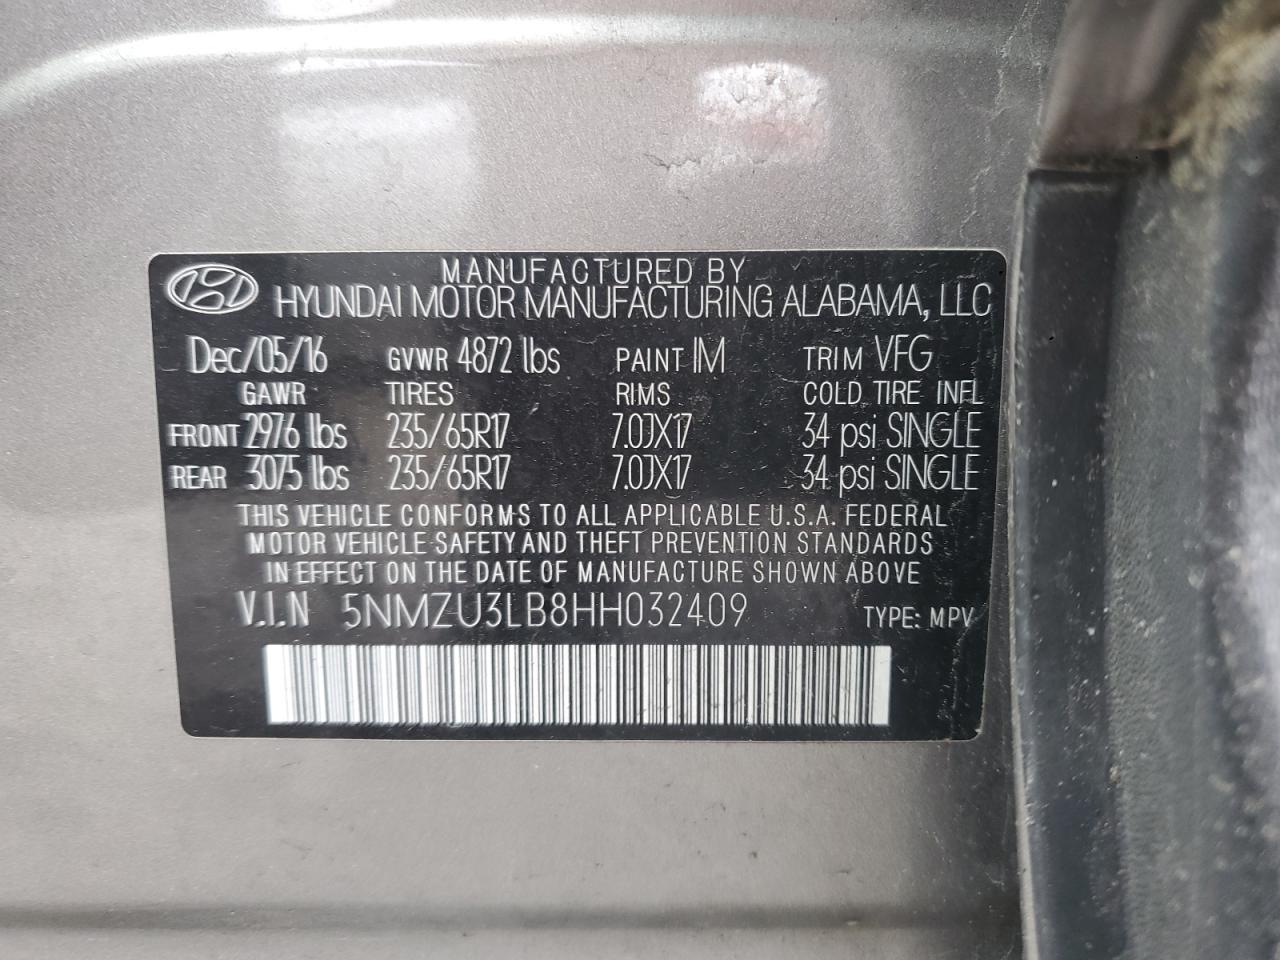 MANUFACTURED BY
HYUNDAI MOTOR MANUFACTURING ALABAMA, LLC
Dec/05/16 GVWR 4872 lbs PAINT IM TRIM VFG
GAWR TIRES RIMS COLD TIRE INFL
FRONT 2976 lbs 235/65R17 7.0JX17 34 psi SINGLE
REAR 3075 lbs 235/65R17 7.0JX17 34 psi SINGLE
THIS VEHICLE CONFORMS TO ALL APPLICABLE U.S.A. FEDERAL
MOTOR VEHICLE SAFETY AND THEFT PREVENTION STANDARDS
IN EFFECT ON THE DATE OF MANUFACTURE SHOWN ABOVE
V.I.N 5NMZU3LB8HH032409 TYPE: MPV